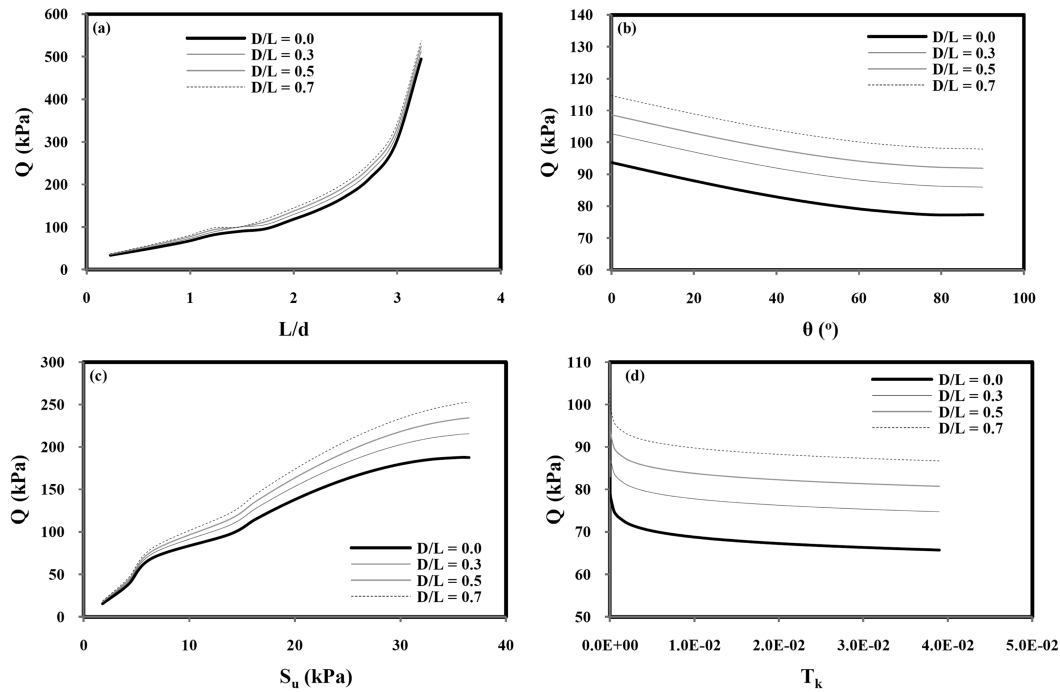 (a)
D/L = 0.0
D/L = 0.3
D/L = 0.5
D/L = 0.7
Q (kPa)
600
500
400
300
200
100
0
0 1 2 3 4
L/d
(b)
D/L = 0.0
D/L = 0.3
D/L = 0.5
D/L = 0.7
Q (kPa)
140
130
120
110
100
90
80
70
60
0 20 40 60 80 100
θ (º)
(c)
D/L = 0.0
D/L = 0.3
D/L = 0.5
D/L = 0.7
Q (kPa)
300
250
200
150
100
50
0
0 10 20 30 40
Su (kPa)
(d)
D/L = 0.0
D/L = 0.3
D/L = 0.5
D/L = 0.7
Q (kPa)
110
100
90
80
70
60
50
0.0E+00 1.0E-02 2.0E-02 3.0E-02 4.0E-02 5.0E-02
Tk